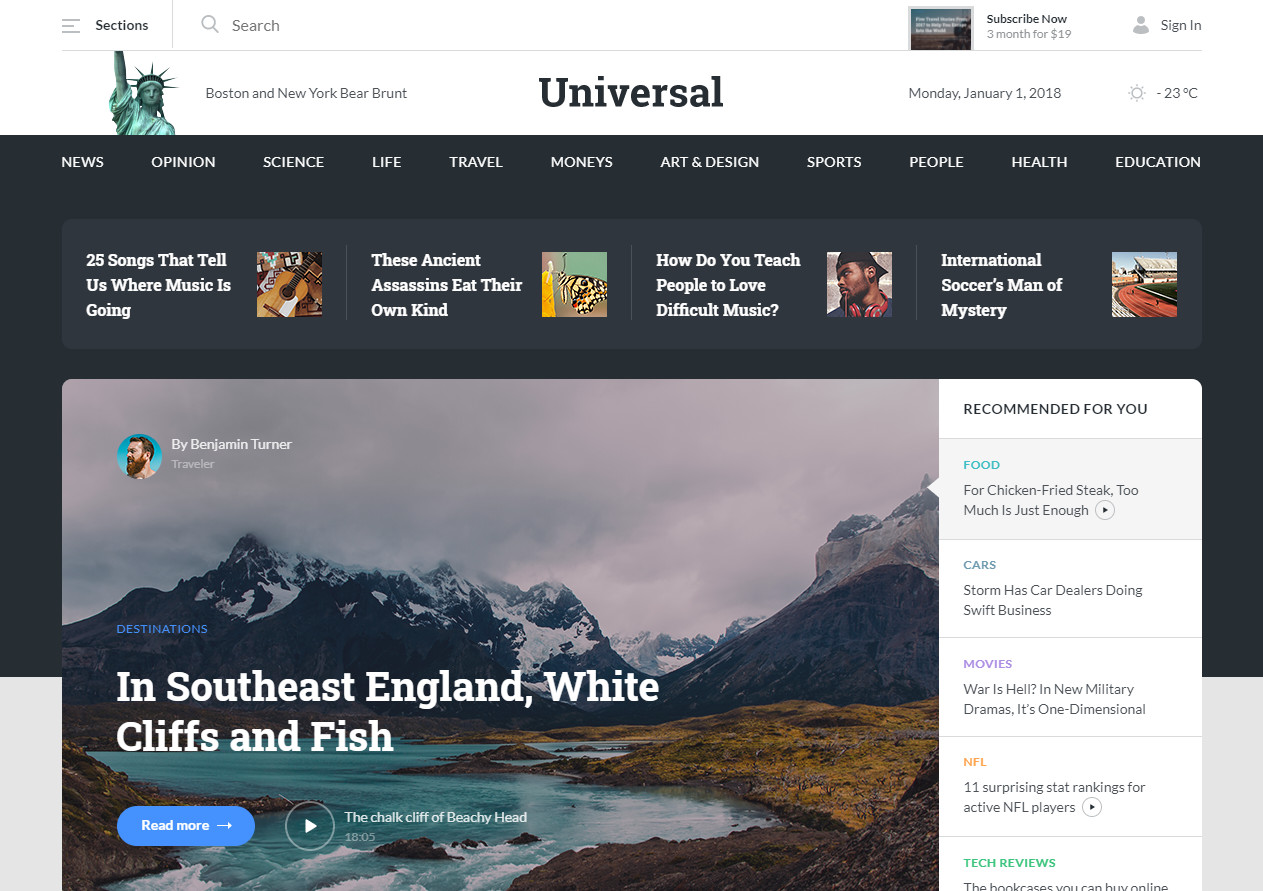 Sections
Search
Subscribe Now
3 month for $19
Sign In
Boston and New York Bear Brunt
Universal
Monday, January 1, 2018
- 23 ºC
NEWS
OPINION
SCIENCE
LIFE
TRAVEL
MONEYS
ART & DESIGN
SPORTS
PEOPLE
HEALTH
EDUCATION
25 Songs That Tell
Us Where Music Is
Going
These Ancient
Assassins Eat Their
Own Kind
How Do You Teach
People to Love
Difficult Music?
International
Soccer’s Man of
Mystery
By Benjamin Turner
Traveler
DESTINATIONS
In Southeast England, White
Cliffs and Fish
Read more
The chalk cliff of Beachy Head
18:05
RECOMMENDED FOR YOU
FOOD
For Chicken-Fried Steak, Too
Much Is Just Enough
CARS
Storm Has Car Dealers Doing
Swift Business
MOVIES
War Is Hell? In New Military
Dramas, It’s One-Dimensional
NFL
11 surprising stat rankings for
active NFL players
TECH REVIEWS
The bookcases you can buy online